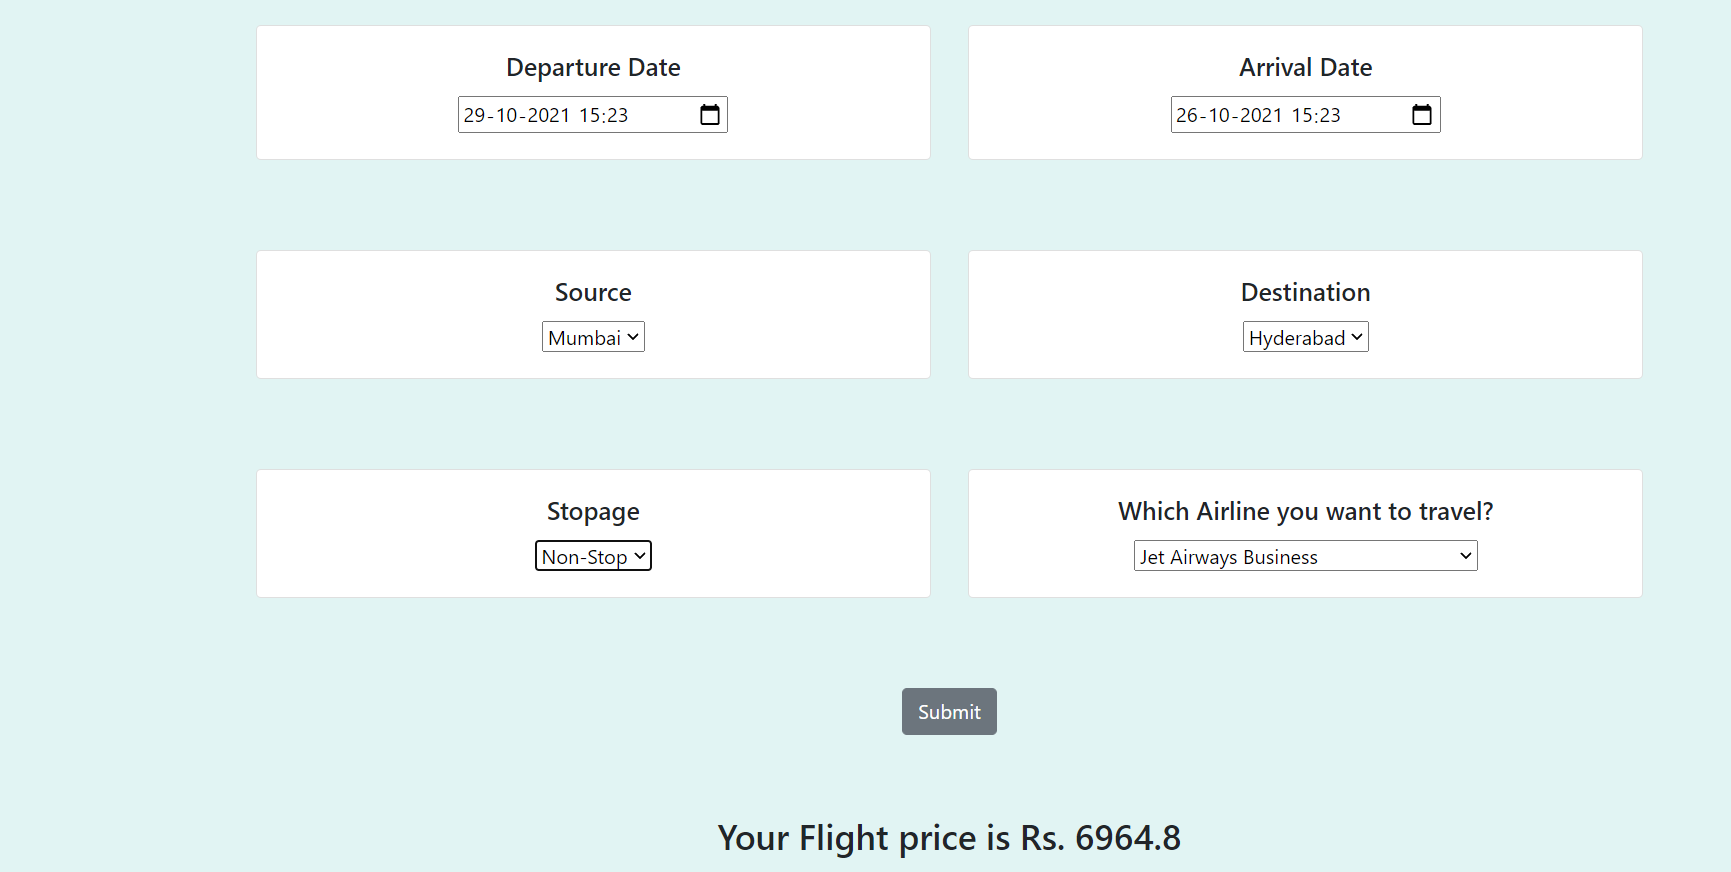 Departure Date
29-10-2021 15:23
Arrival Date
26-10-2021 15:23
Source
Mumbai
Destination
Hyderabad
Stopage
Non-Stop
Which Airline you want to travel?
Jet Airways Business
Submit
Your Flight price is Rs. 6964.8